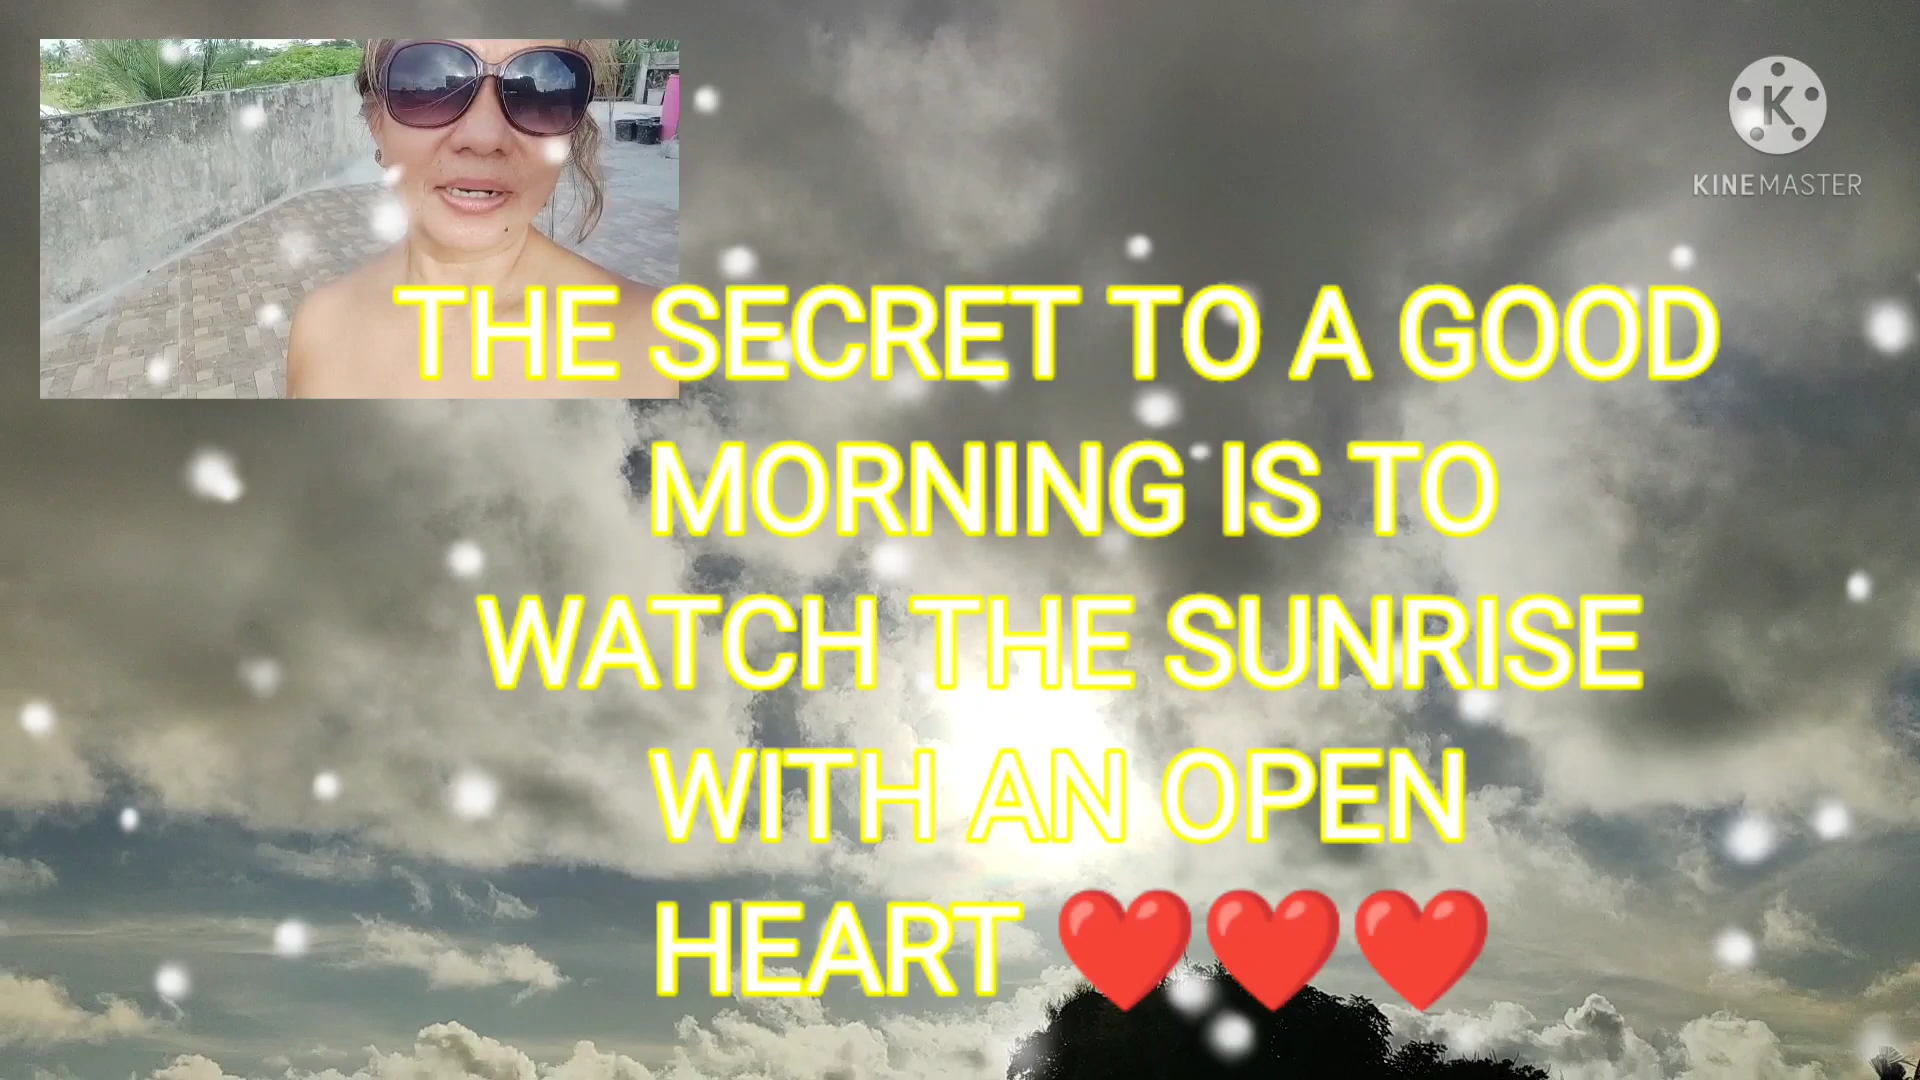 KINEMASTER
THE SECRET TO A GOOD
MORNING IS TO
WATCH THE SUNRISE
WITH AN OPEN
HEART ❤️❤️❤️